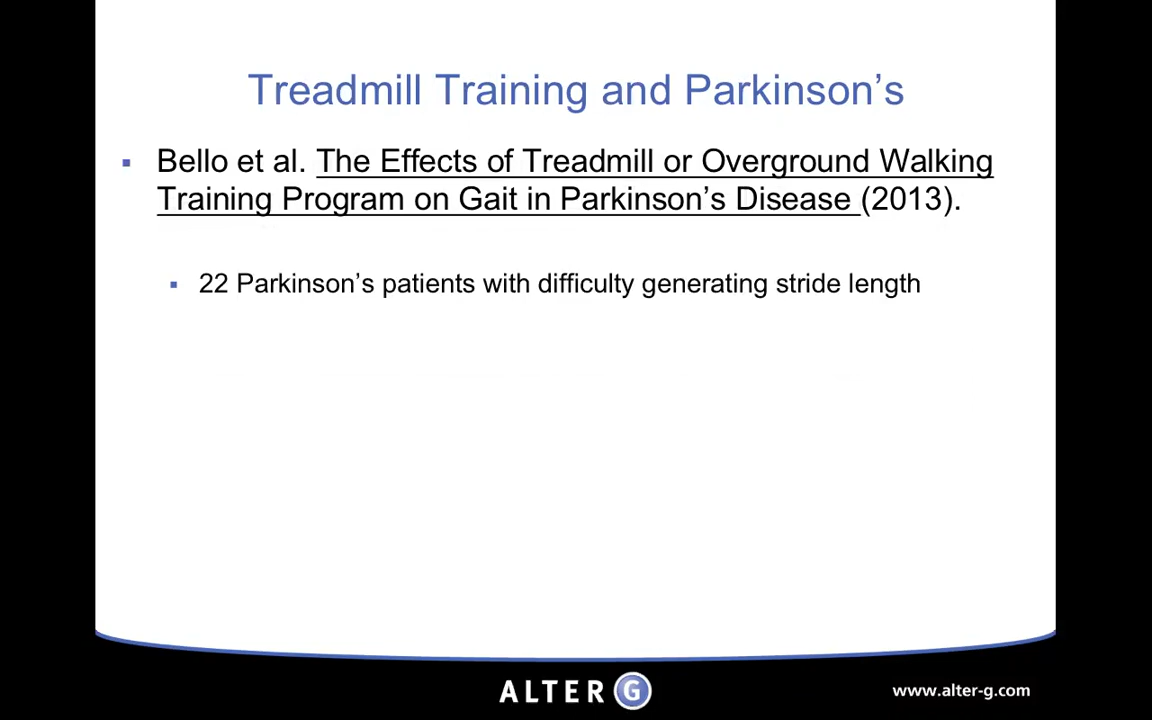 Treadmill Training and Parkinson’s
Bello et al. The Effects of Treadmill or Overground Walking
Training Program on Gait in Parkinson’s Disease (2013).
22 Parkinson’s patients with difficulty generating stride length
ALTER G
www.alter-g.com